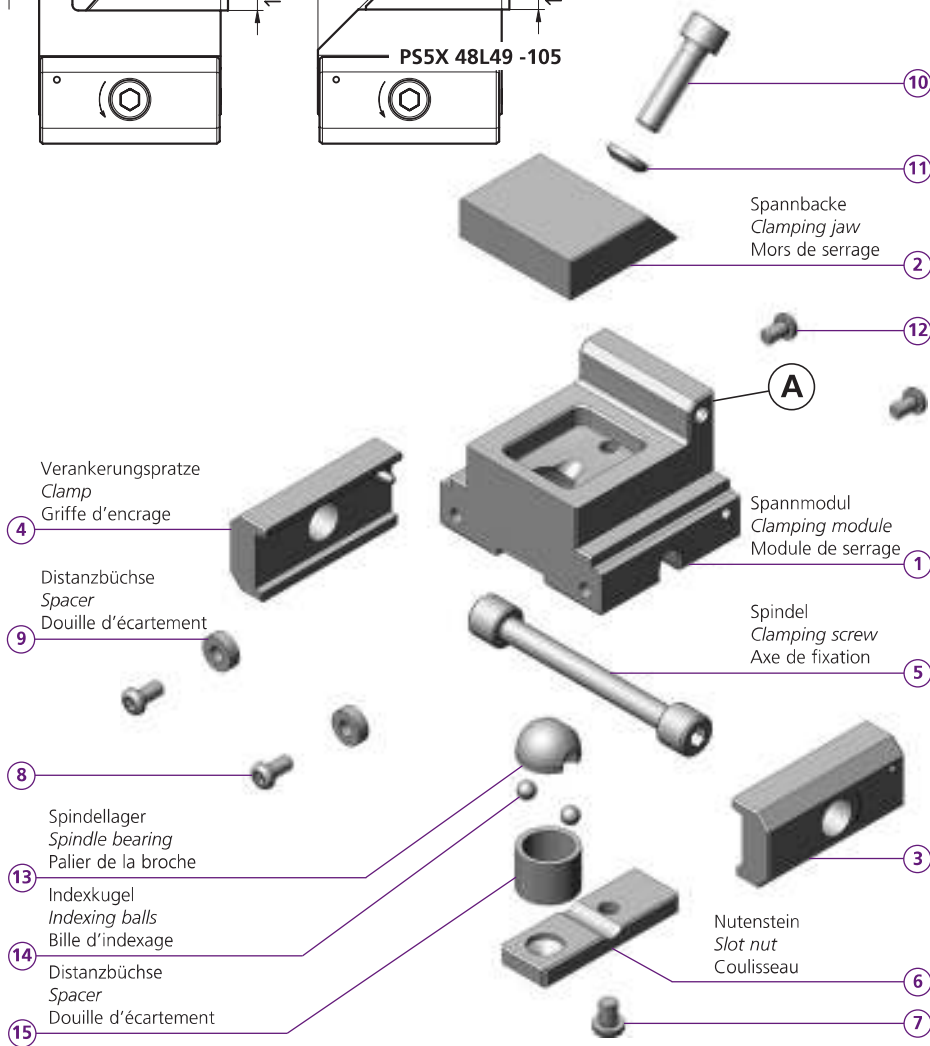 1
1
PS5X 48L49 -105
10
11
Spannbacke
Clamping jaw
Mors de serrage
2
12
A
Verankerungspratze
Clamp
Griffe d'encrage
4
Spannmodul
Clamping module
Module de serrage
1
Distanzbüchse
Spacer
Douille d'écartement
9
Spindel
Clamping screw
Axe de fixation
5
8
Spindellager
Spindle bearing
Palier de la broche
13
3
Indexkugel
Indexing balls
Bille d'indexage
14
Nutenstein
Slot nut
Coulisseau
6
Distanzbüchse
Spacer
Douille d'écartement
15
7